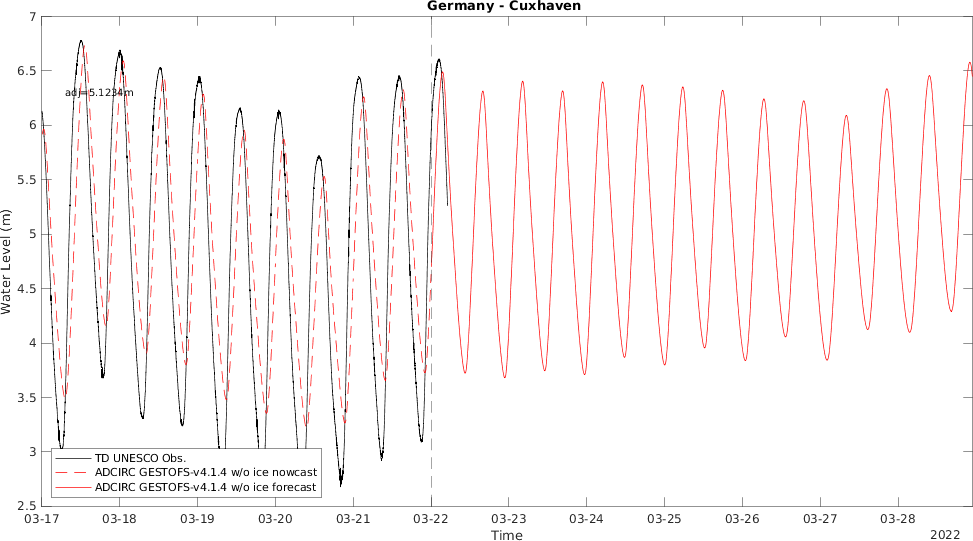 Germany - Cuxhaven
7
6.5
adj=5.1234m
6
5.5
5
4.5
4
3.5
3
2.5
Water Level (m)
TD UNESCO Obs.
ADCIRC GESTOFS-v4.1.4 w/o ice nowcast
ADCIRC GESTOFS-v4.1.4 w/o ice forecast
03-17 03-18 03-19 03-20 03-21 03-22 03-23 03-24 03-25 03-26 03-27 03-28
Time
2022